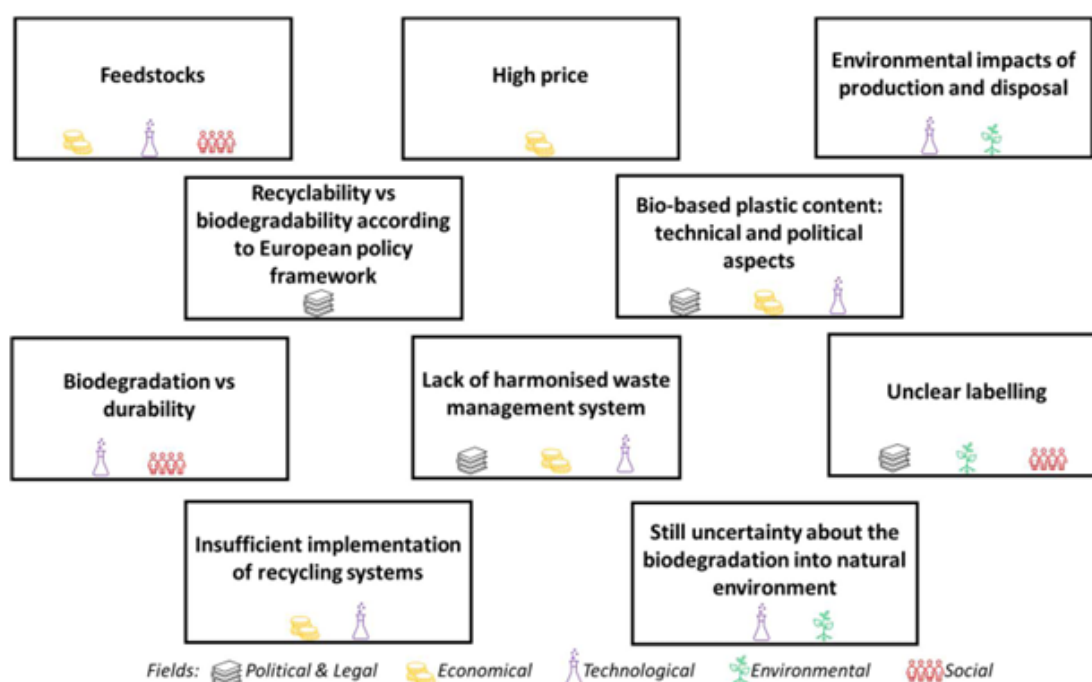 Feedstocks
High price
Environmental impacts of
production and disposal
Recyclability vs
biodegradability according
to European policy
framework
Bio-based plastic content:
technical and political
aspects
Biodegradation vs
durability
Lack of harmonised waste
management system
Unclear labelling
Insufficient implementation
of recycling systems
Still uncertainty about the
biodegradation into natural
environment
Fields: Political & Legal Economical Technological Environmental Social